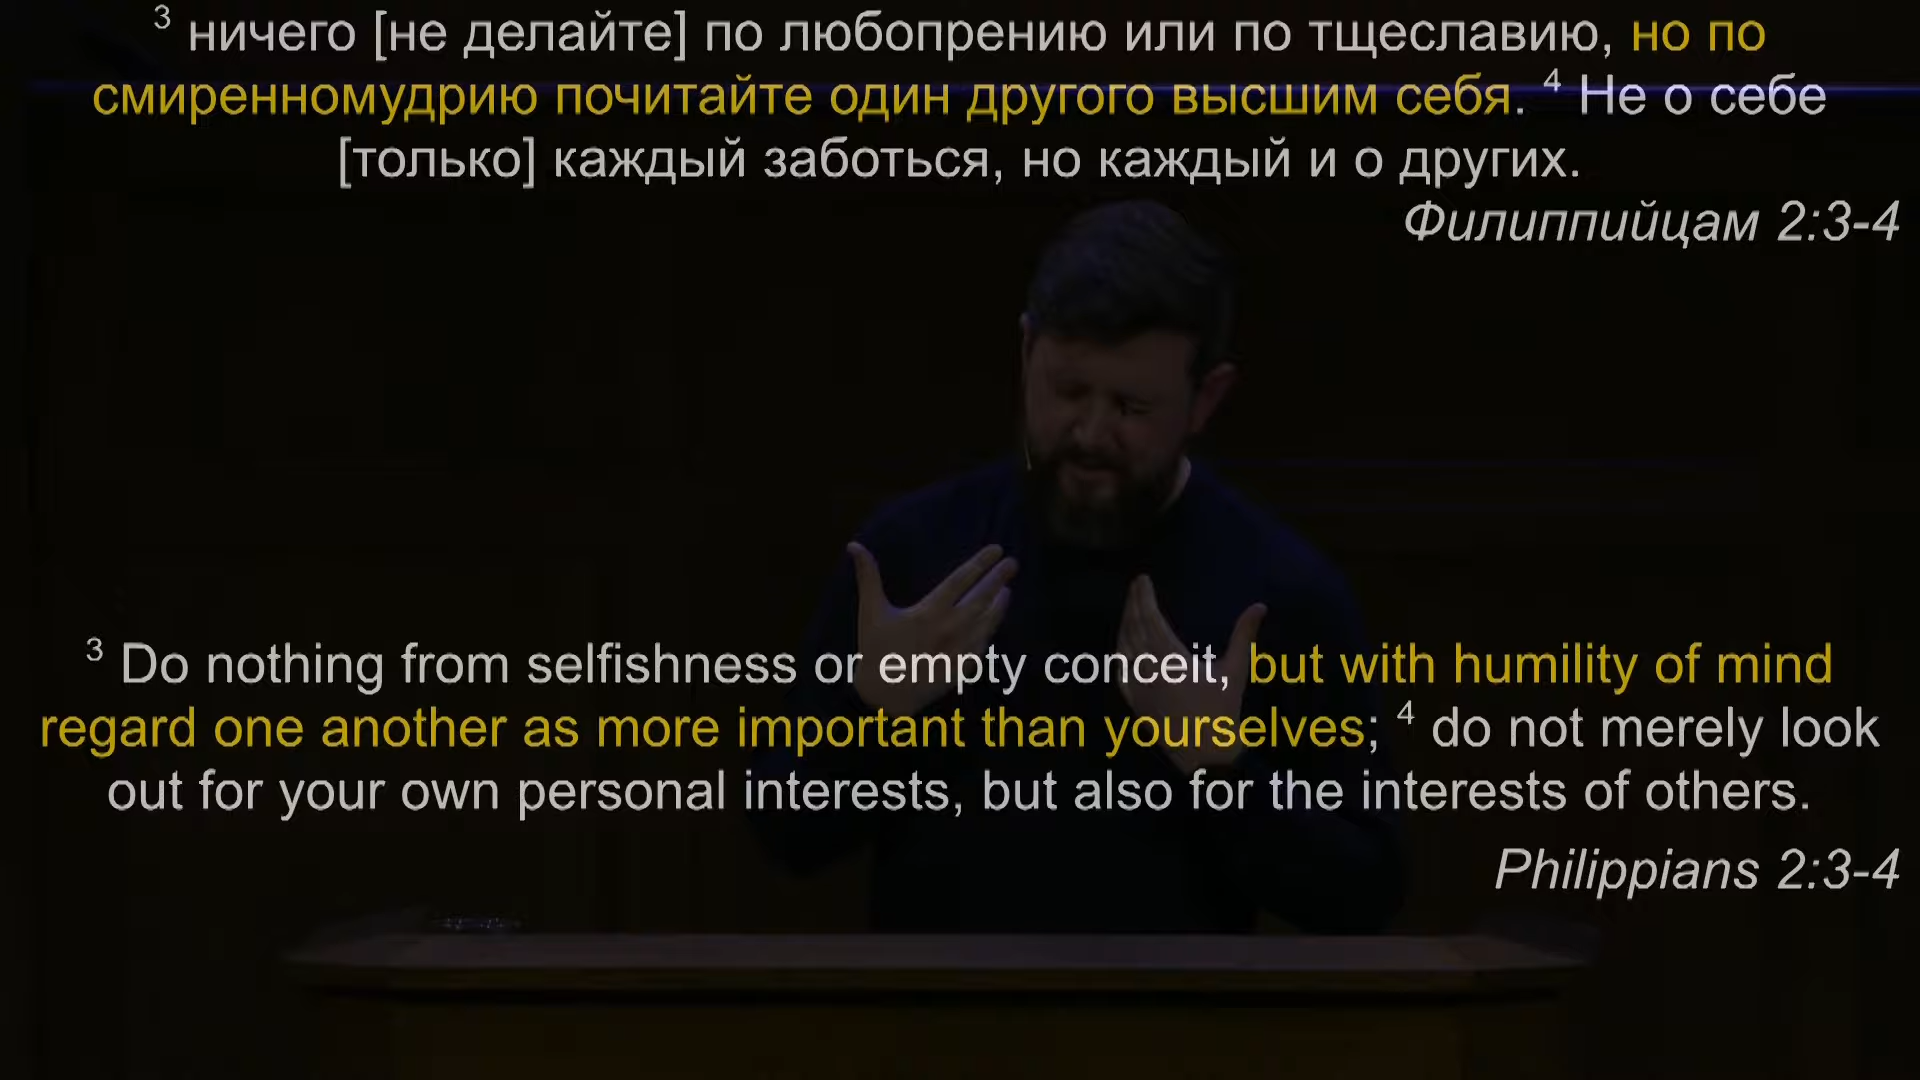 3 ничего [не делайте] по любопрению или по тщеславию, но по
смиренномудрию почитайте один другого высшим себя. 4 Не о себе
[только] каждый заботься, но каждый и о других.
Филиппийцам 2:3-4
3 Do nothing from selfishness or empty conceit, but with humility of mind
regard one another as more important than yourselves; 4 do not merely look
out for your own personal interests, but also for the interests of others.
Philippians 2:3-4